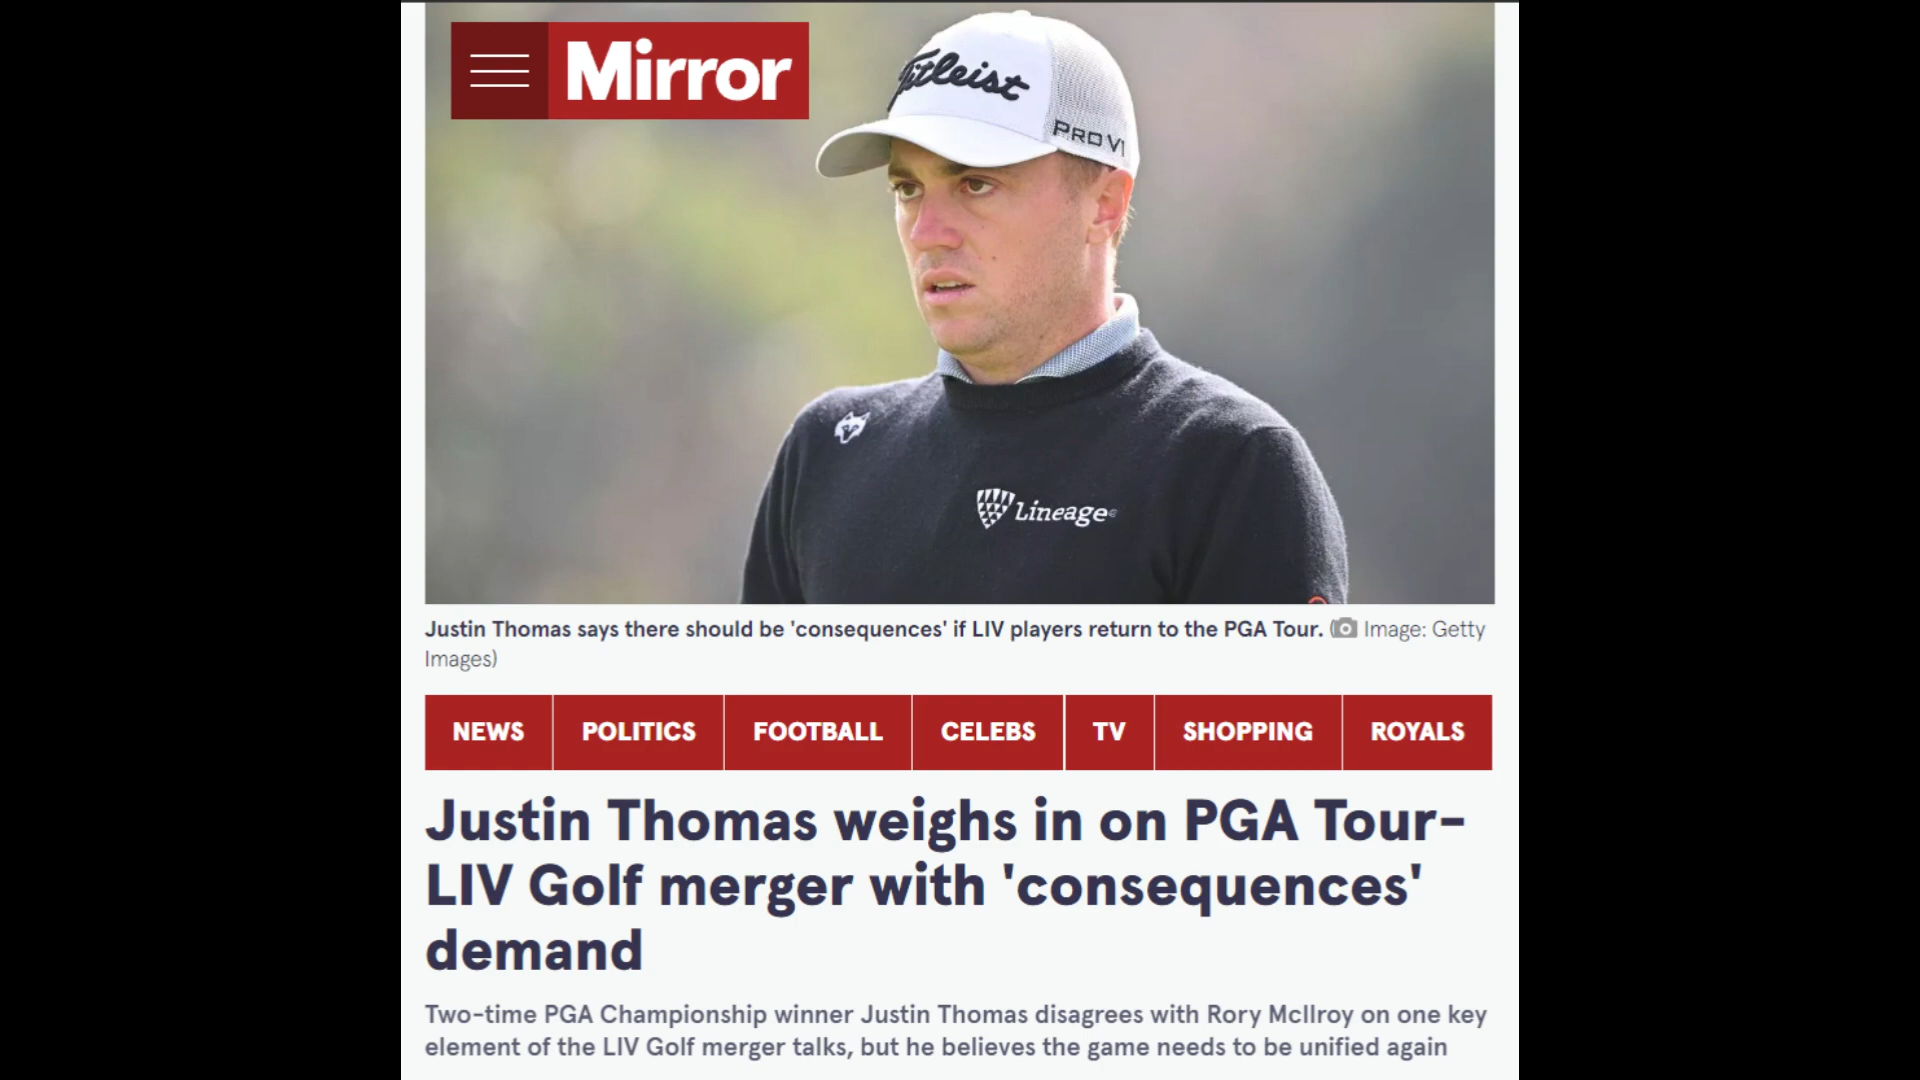 Mirror
Titleist
PRO V1
Lineage
Justin Thomas says there should be 'consequences' if LIV players return to the PGA Tour. (Image: Getty
Images)
NEWS POLITICS FOOTBALL CELEBS TV SHOPPING ROYALS
Justin Thomas weighs in on PGA Tour-
LIV Golf merger with 'consequences'
demand
Two-time PGA Championship winner Justin Thomas disagrees with Rory McIlroy on one key
element of the LIV Golf merger talks, but he believes the game needs to be unified again